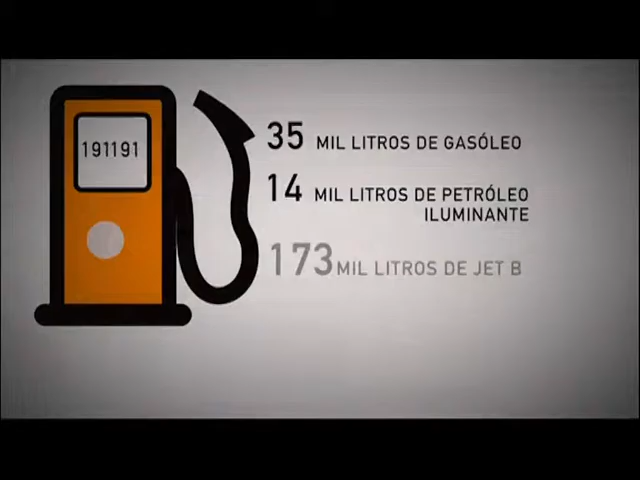 191191
35 MIL LITROS DE GASÓLEO
14 MIL LITROS DE PETRÓLEO
ILUMINANTE
173 MIL LITROS DE JET B